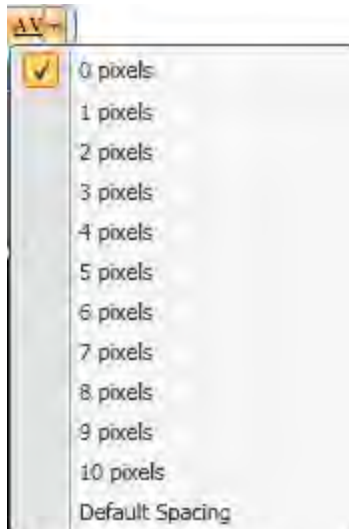 AV
0 pixels
1 pixels
2 pixels
3 pixels
4 pixels
5 pixels
6 pixels
7 pixels
8 pixels
9 pixels
10 pixels
Default Spacing